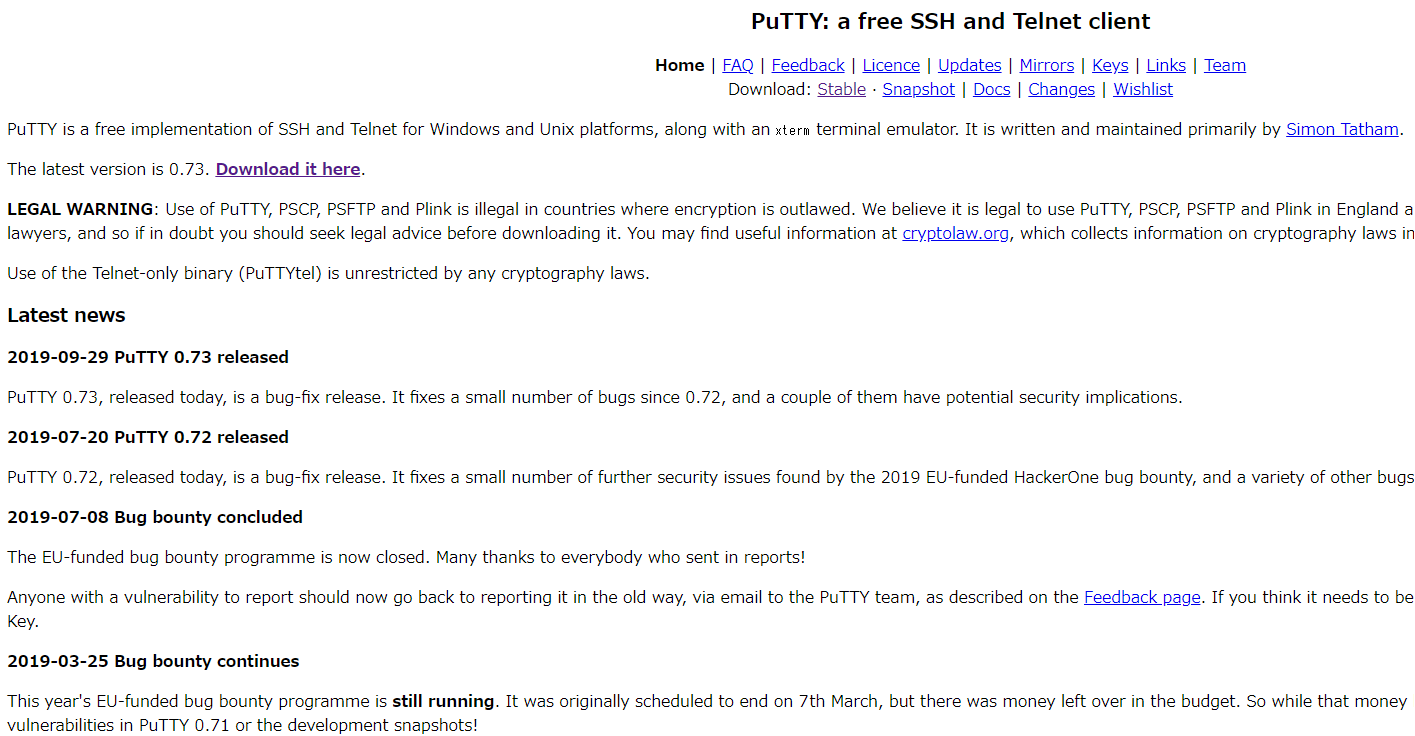 PuTTY: a free SSH and Telnet client
Home | FAQ | Feedback | Licence | Updates | Mirrors | Keys | Links | Team
Download: Stable · Snapshot | Docs | Changes | Wishlist
PuTTY is a free implementation of SSH and Telnet for Windows and Unix platforms, along with an xterm terminal emulator. It is written and maintained primarily by Simon Tatham.
The latest version is 0.73. Download it here.
LEGAL WARNING: Use of PuTTY, PSCP, PSFTP and Plink is illegal in countries where encryption is outlawed. We believe it is legal to use PuTTY, PSCP, PSFTP and Plink in England a
lawyers, and so if in doubt you should seek legal advice before downloading it. You may find useful information at cryptolaw.org, which collects information on cryptography laws in
Use of the Telnet-only binary (PuTTYtel) is unrestricted by any cryptography laws.
Latest news
2019-09-29 PuTTY 0.73 released
PuTTY 0.73, released today, is a bug-fix release. It fixes a small number of bugs since 0.72, and a couple of them have potential security implications.
2019-07-20 PuTTY 0.72 released
PuTTY 0.72, released today, is a bug-fix release. It fixes a small number of further security issues found by the 2019 EU-funded HackerOne bug bounty, and a variety of other bugs
2019-07-08 Bug bounty concluded
The EU-funded bug bounty programme is now closed. Many thanks to everybody who sent in reports!
Anyone with a vulnerability to report should now go back to reporting it in the old way, via email to the PuTTY team, as described on the Feedback page. If you think it needs to be
Key.
2019-03-25 Bug bounty continues
This year's EU-funded bug bounty programme is still running. It was originally scheduled to end on 7th March, but there was money left over in the budget. So while that money
vulnerabilities in PuTTY 0.71 or the development snapshots!